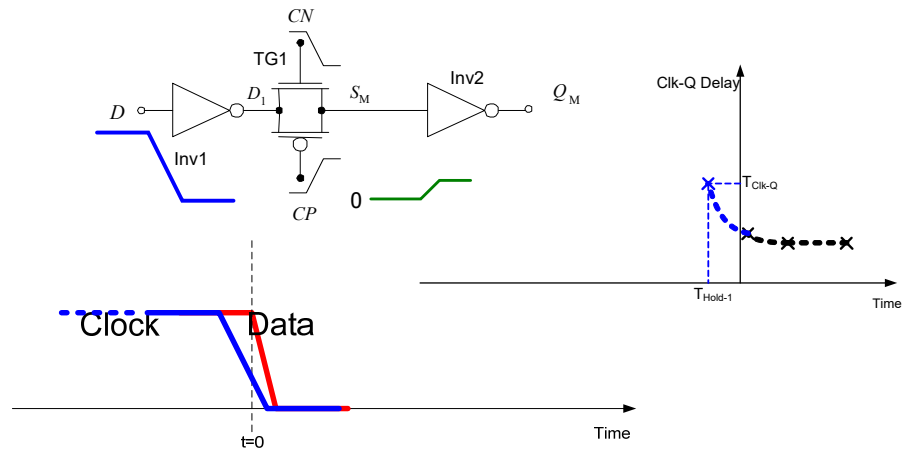 CN
TG1
Clk-Q Delay
Inv2
D
D1
SM
QM
Inv1
TClk-Q
0
CP
THold-1
Time
Clock
Data
Time
t=0